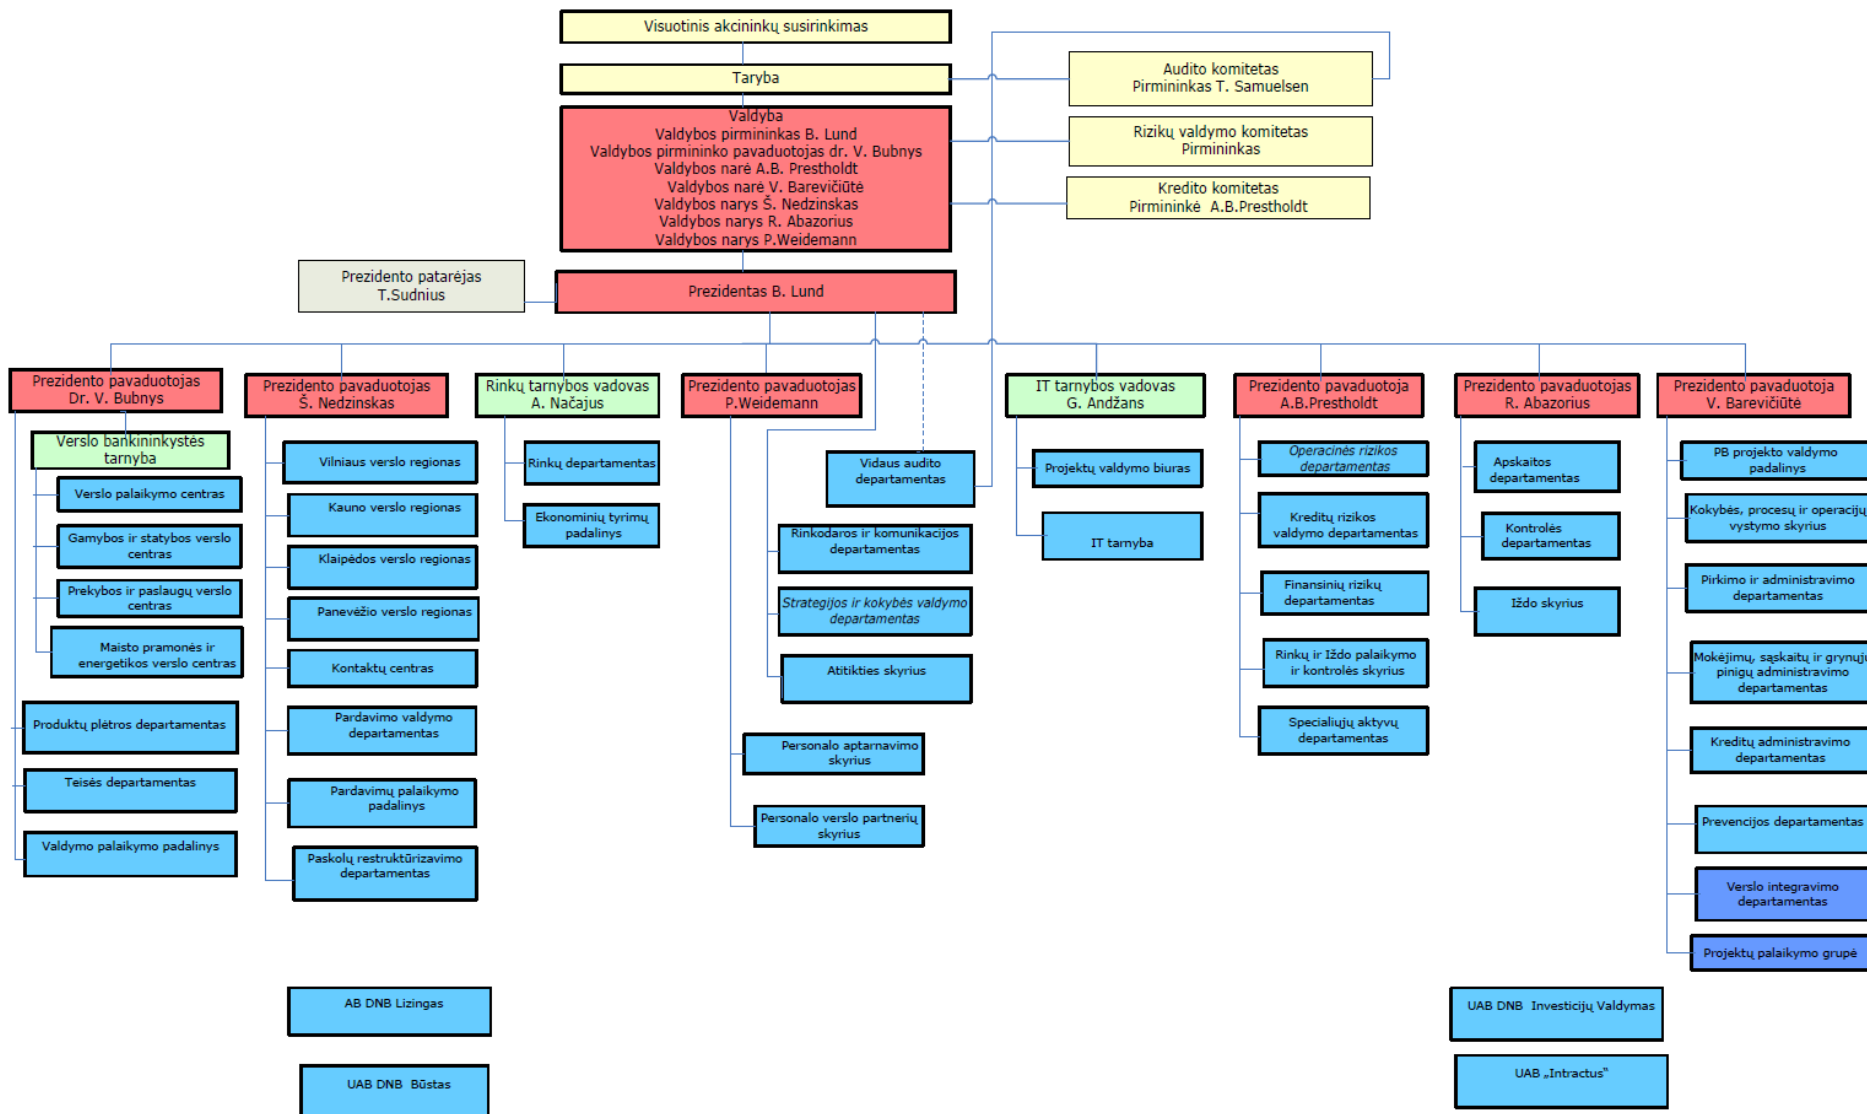 Visuotinis akcininkų susirinkimas
Taryba
Audito komitetas
Pirmininkas T. Samuelsen
Valdyba
Valdybos pirmininkas B. Lund
Valdybos pirmininko pavaduotojas dr. V. Bubnys
Valdybos narė A.B. Prestholdt
Valdybos narė V. Barevičiūtė
Valdybos narys Š. Nedzinskas
Valdybos narys R. Abazorius
Valdybos narys P.Weidemann
Rizikų valdymo komitetas
Pirmininkas
Kredito komitetas
Pirmininkė A.B.Prestholdt
Prezidento patarėjas
T.Sudnius
Prezidentas B. Lund
Prezidento pavaduotojas
Dr. V. Bubnys
Prezidento pavaduotojas
Š. Nedzinskas
Rinkų tarnybos vadovas
A. Načajus
Prezidento pavaduotojas
P.Weidemann
IT tarnybos vadovas
G. Andžans
Prezidento pavaduotoja
A.B.Prestholdt
Prezidento pavaduotojas
R. Abazorius
Prezidento pavaduotoja
V. Barevičiūtė
Verslo bankininkystės
tarnyba
Verslo palaikymo centras
Gamybos ir statybos verslo
centras
Prekybos ir paslaugų verslo
centras
Maisto pramonės ir
energetikos verslo centras
Produktų plėtros departamentas
Teisės departamentas
Valdymo palaikymo padalinys
Vilniaus verslo regionas
Kauno verslo regionas
Klaipėdos verslo regionas
Panevėžio verslo regionas
Kontaktų centras
Pardavimo valdymo
departamentas
Pardavimų palaikymo
padalinys
Paskolų restruktūrizavimo
departamentas
Rinkų departamentas
Ekonominių tyrimų
padalinys
Vidaus audito
departamentas
Rinkodaros ir komunikacijos
departamentas
Strategijos ir kokybės valdymo
departamentas
Atitikties skyrius
Personalo aptarnavimo
skyrius
Personalo verslo partnerių
skyrius
Projektų valdymo biuras
IT tarnyba
Operacinės rizikos
departamentas
Kreditų rizikos
valdymo departamentas
Finansinių rizikų
departamentas
Rinkų ir Iždo palaikymo
ir kontrolės skyrius
Specialiųjų aktyvų
departamentas
Apskaitos
departamentas
Kontrolės
departamentas
Iždo skyrius
PB projekto valdymo
padalinys
Kokybės, procesų ir operacijų
vystymo skyrius
Pirkimo ir administravimo
departamentas
Mokėjimų, sąskaitų ir grynųjų
pinigų administravimo
departamentas
Kreditų administravimo
departamentas
Prevencijos departamentas
Verslo integravimo
departamentas
Projektų palaikymo grupė
AB DNB Lizingas
UAB DNB Būstas
UAB DNB Investicijų Valdymas
UAB „Intractus"